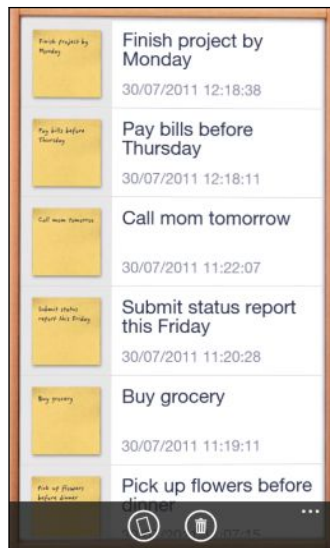 Finish project by
Monday
Finish project by
Monday
30/07/2011 12:18:38
Pay bills before
Thursday
Pay bills before
Thursday
30/07/2011 12:18:11
Call mom tomorrow
Call mom tomorrow
30/07/2011 11:22:07
Submit status
report this Friday
Submit status report
this Friday
30/07/2011 11:20:28
Buy grocery
Buy grocery
30/07/2011 11:19:11
Pick up flowers
before dinner
Pick up flowers before
dinner